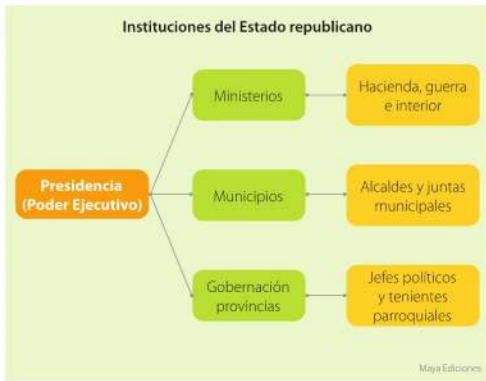 Instituciones del Estado republicano
Presidencia
(Poder Ejecutivo)
Ministerios
Hacienda, guerra
e interior
Municipios
Alcaldes y juntas
municipales
Gobernación
provincias
Jefes políticos
y tenientes
parroquiales
Maya Ediciones